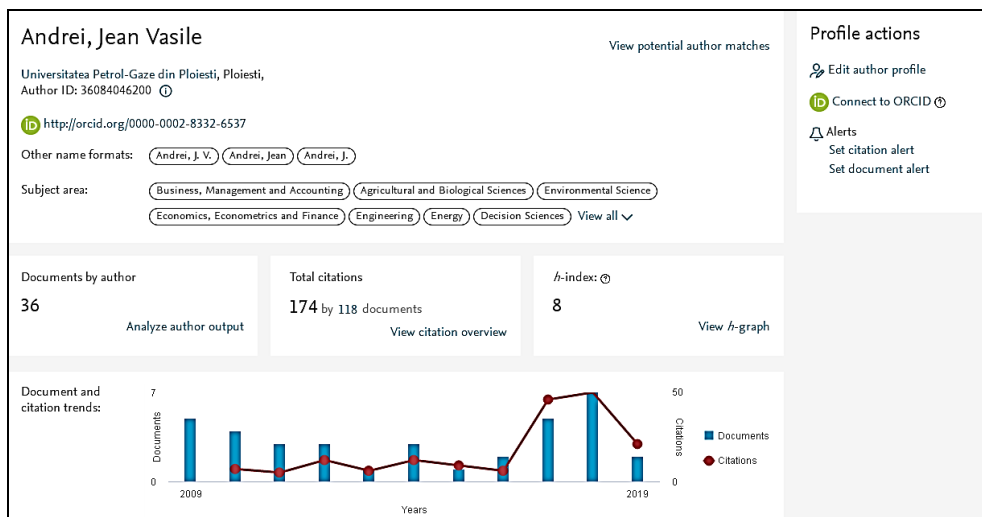 Andrei, Jean Vasile
View potential author matches
Universitatea Petrol-Gaze din Ploiesti, Ploiesti,
Author ID: 36084046200
iD http://orcid.org/0000-0002-8332-6537
Other name formats: Andrei, J. V. Andrei, Jean Andrei, J.
Subject area: Business, Management and Accounting Agricultural and Biological Sciences Environmental Science
Economics, Econometrics and Finance Engineering Energy Decision Sciences View all
Profile actions
Edit author profile
iD Connect to ORCID
Alerts
Set citation alert
Set document alert
Documents by author
36
Analyze author output
Total citations
174 by 118 documents
View citation overview
h-index:
8
View h-graph
Document and
citation trends:
7
0
Documents
2009
2019
Years
50
0
Citations
Documents
Citations